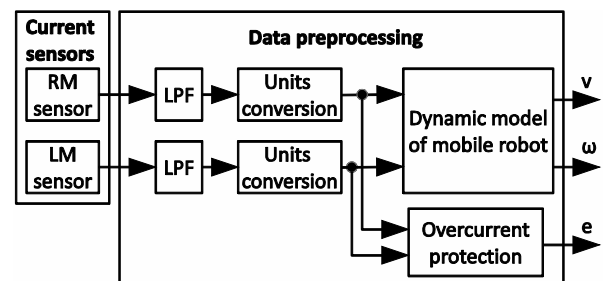 Current
sensors
Data preprocessing
RM
sensor
LPF
Units
conversion
Dynamic model
of mobile robot
v
ω
LM
sensor
LPF
Units
conversion
Overcurrent
protection
e